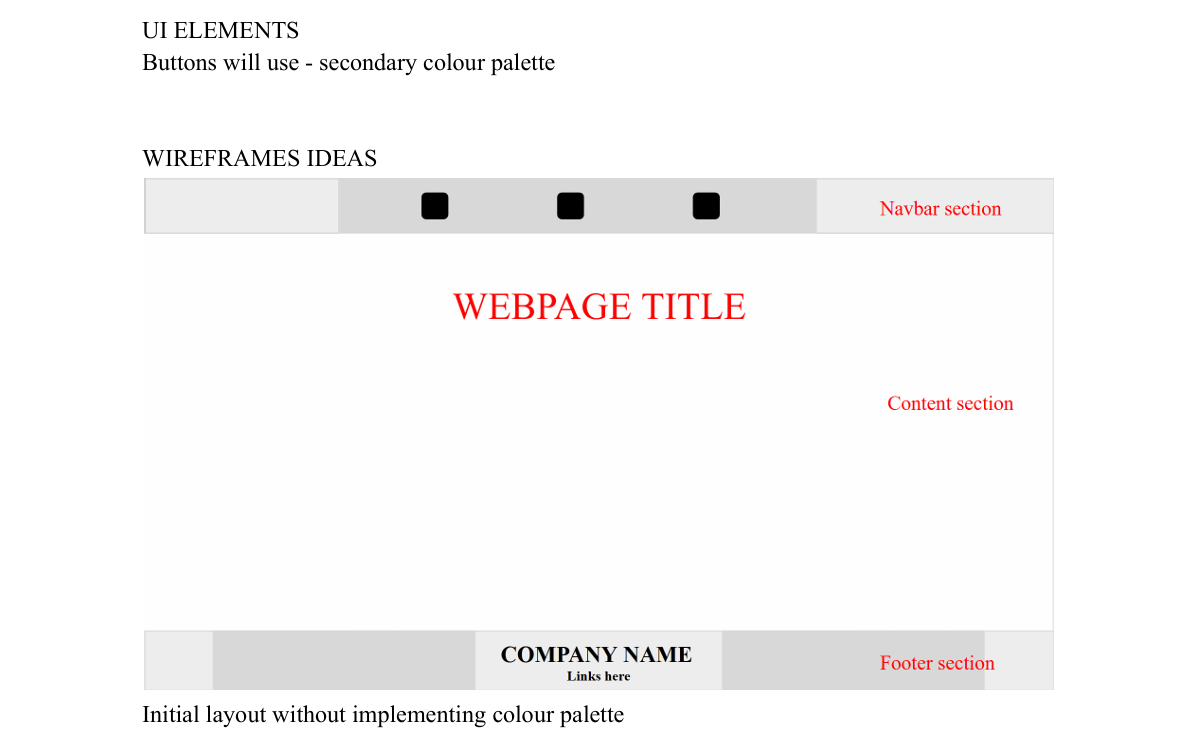 UI ELEMENTS
Buttons will use - secondary colour palette
WIREFRAMES IDEAS
Navbar section
WEBPAGE TITLE
Content section
COMPANY NAME
Links here
Footer section
Initial layout without implementing colour palette